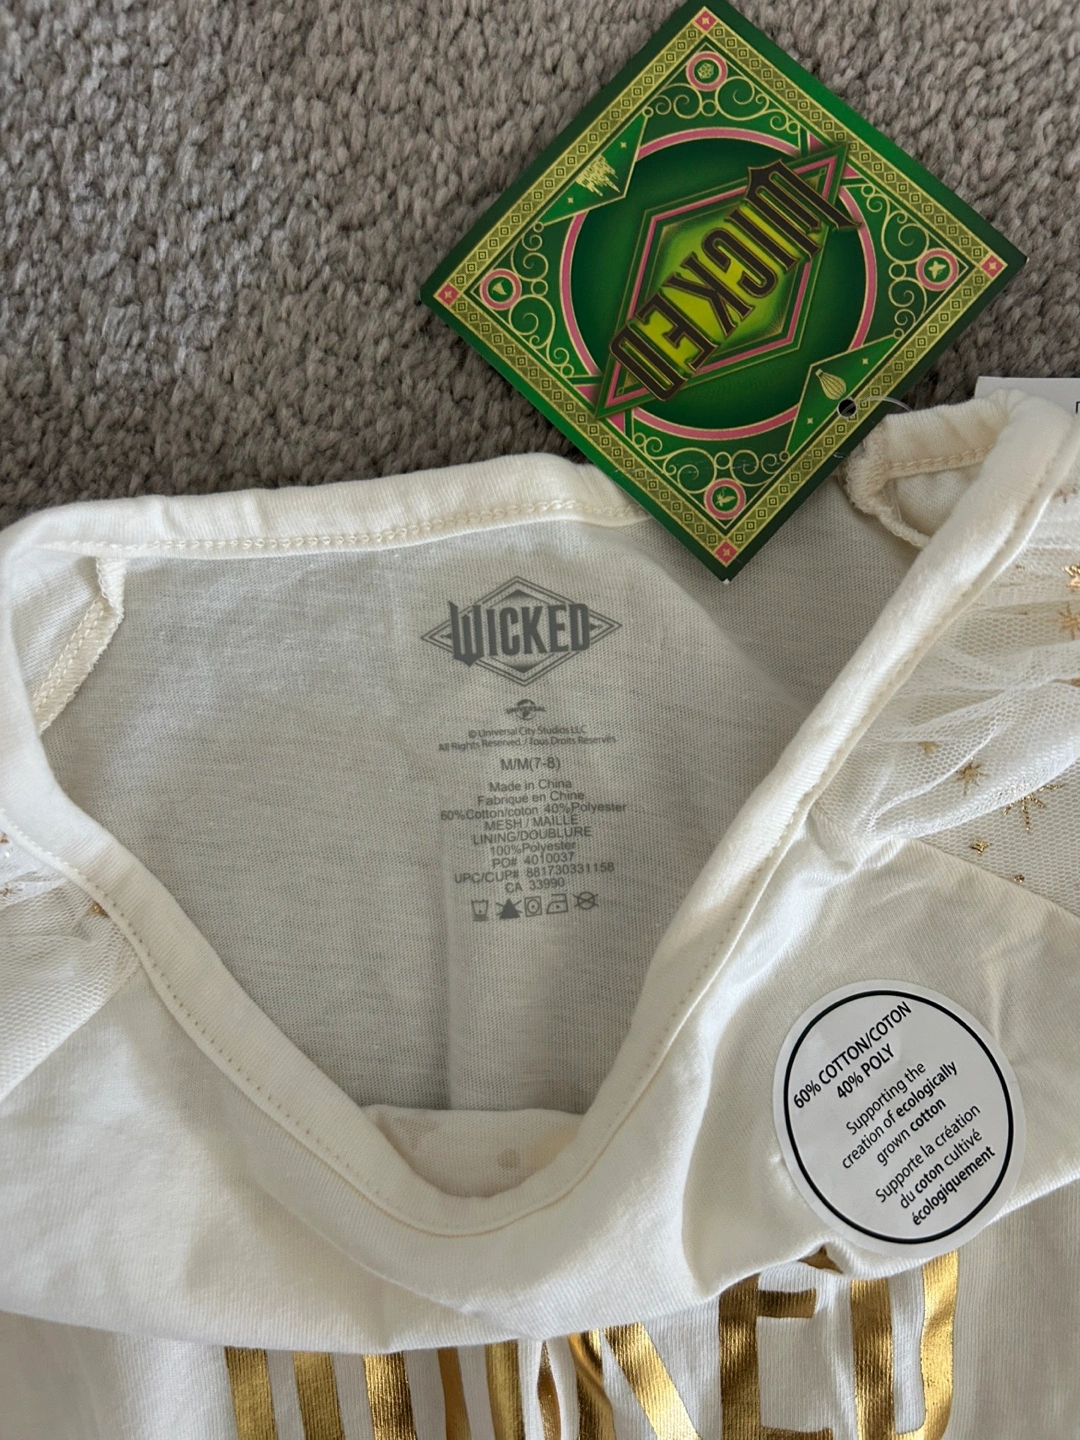 WICKED
WICKED
UNIVERSAL
© Universal City Studios LLC
All Rights Reserved. / Tous Droits Réservés
M/M(7-8)
Made in China
Fabriqué en Chine
60%Cotton/coton 40%Polyester
MESH / MAILLE
LINING/DOUBLURE
100%Polyester
PO# 4010037
UPC/CUP# 881730331158
CA 33990
60% COTTON/COTON
40% POLY
Supporting the
creation of ecologically
grown cotton
Supporte la création
du coton cultivé
écologiquement
WICKED